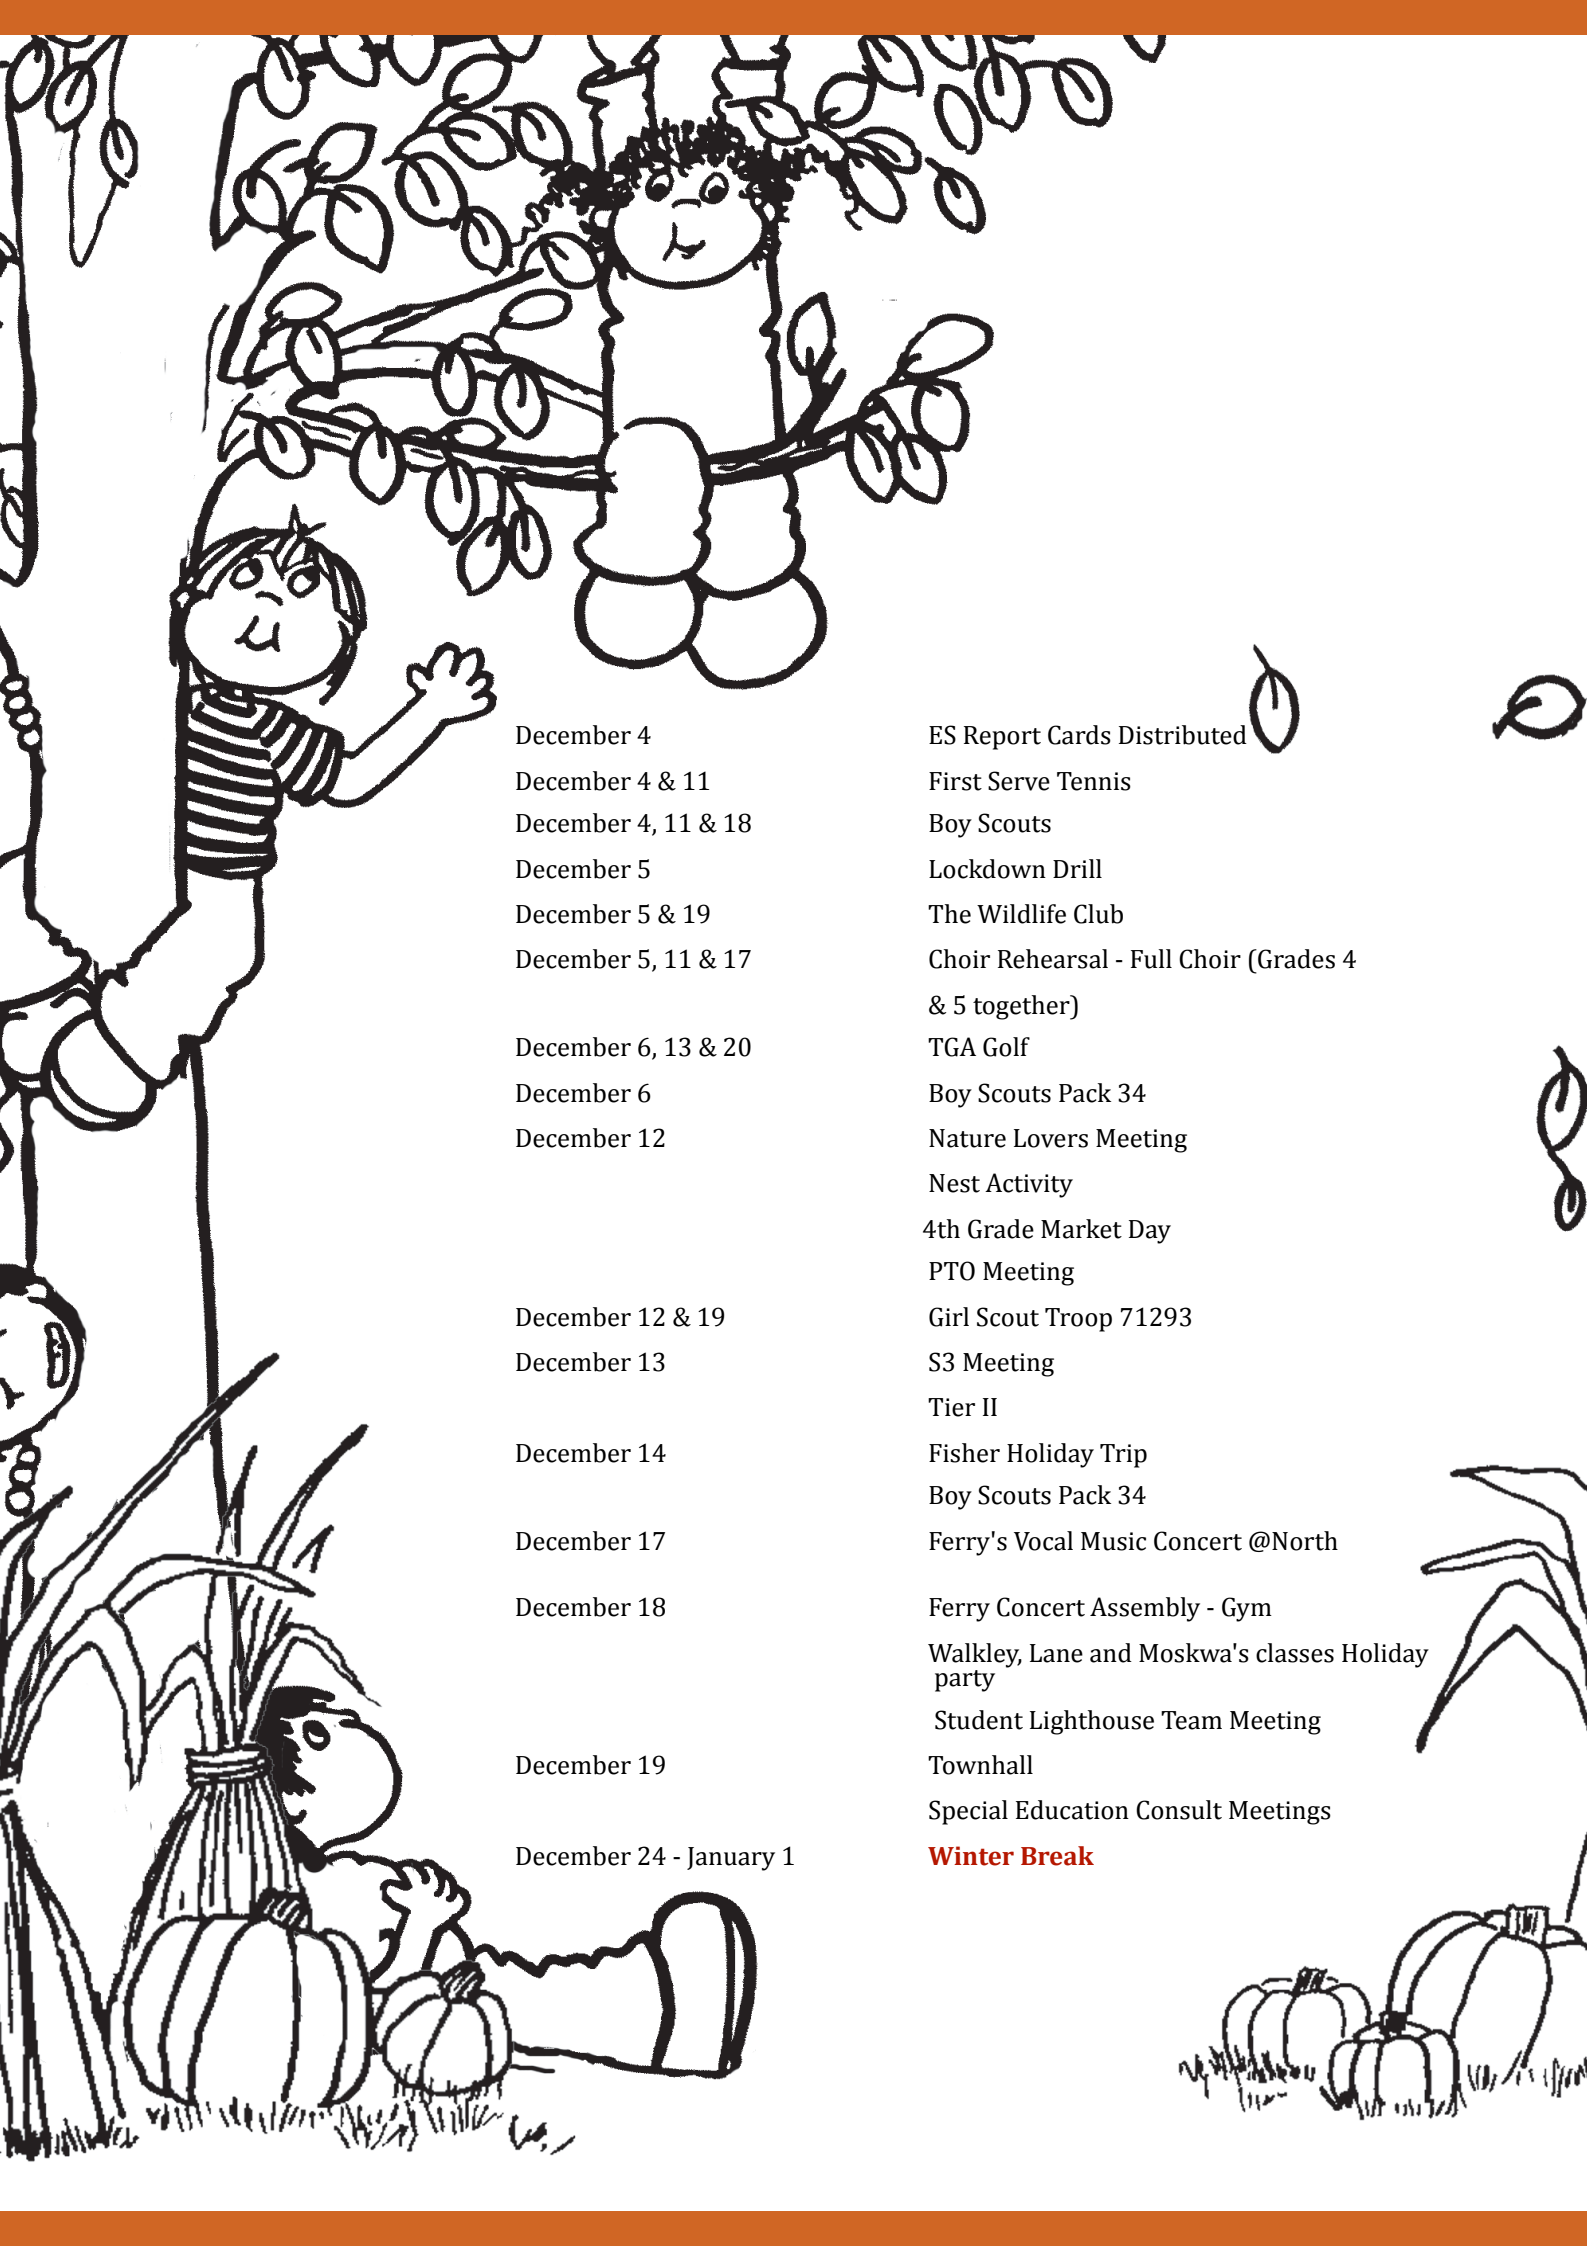 December 4 ES Report Cards Distributed
December 4 & 11 First Serve Tennis
December 4, 11 & 18 Boy Scouts
December 5 Lockdown Drill
December 5 & 19 The Wildlife Club
December 5, 11 & 17 Choir Rehearsal - Full Choir (Grades 4
& 5 together)
December 6, 13 & 20 TGA Golf
December 6 Boy Scouts Pack 34
December 12 Nature Lovers Meeting
Nest Activity
4th Grade Market Day
PTO Meeting
December 12 & 19 Girl Scout Troop 71293
December 13 S3 Meeting
Tier II
December 14 Fisher Holiday Trip
Boy Scouts Pack 34
December 17 Ferry's Vocal Music Concert @North
December 18 Ferry Concert Assembly - Gym
Walkley, Lane and Moskwa's classes Holiday
party
Student Lighthouse Team Meeting
December 19 Townhall
Special Education Consult Meetings
December 24 - January 1 Winter Break